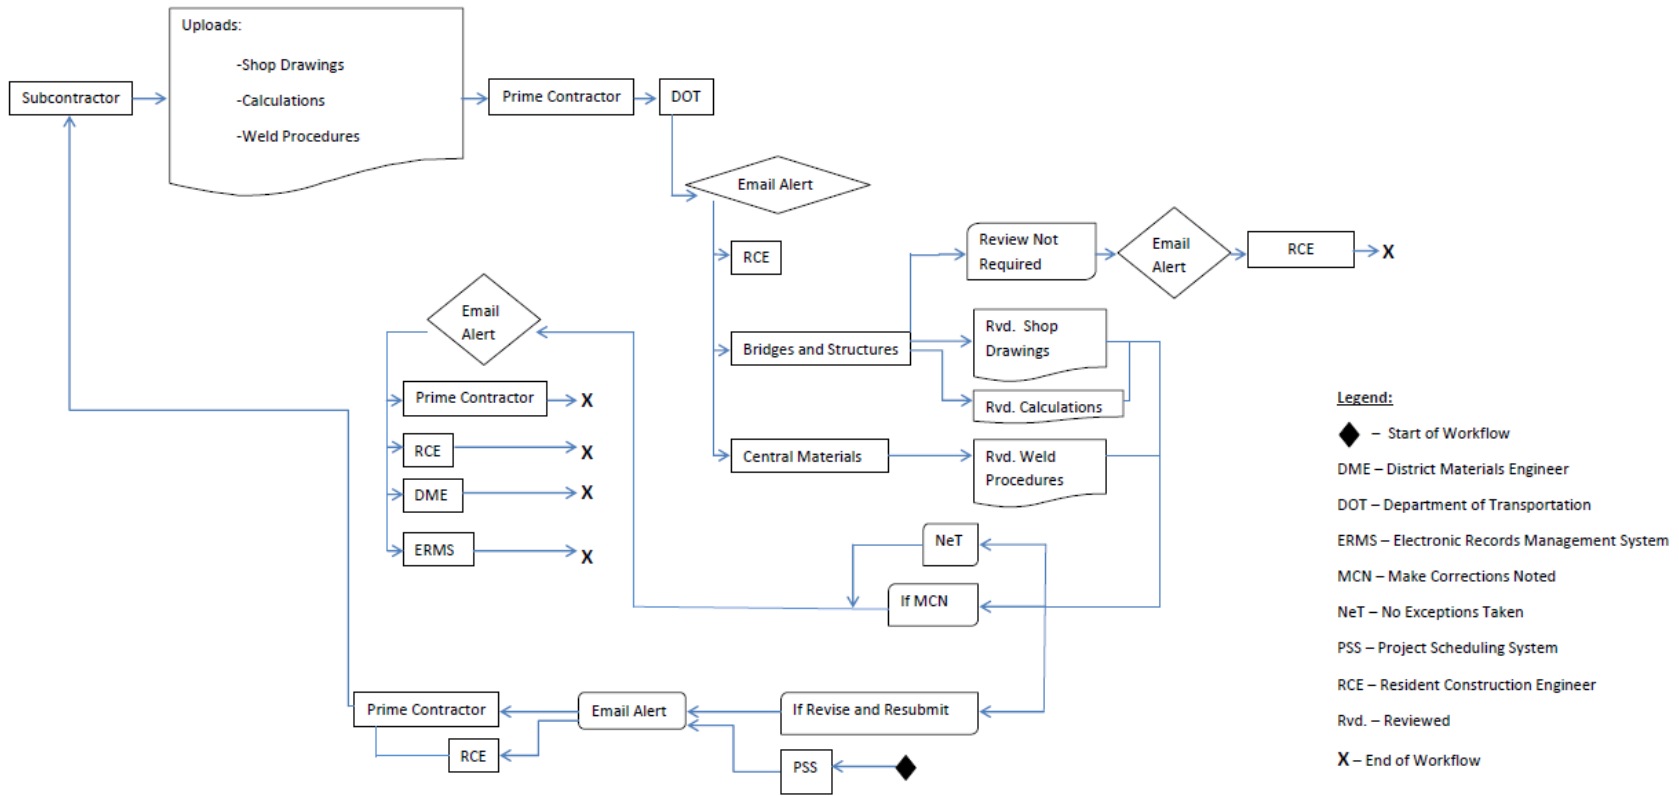 Uploads:
-Shop Drawings
-Calculations
-Weld Procedures
Subcontractor
Prime Contractor
DOT
Email Alert
RCE
Bridges and Structures
Central Materials
Review Not
Required
Email
Alert
RCE
X
Rvd. Shop
Drawings
Rvd. Calculations
Rvd. Weld
Procedures
Email
Alert
Prime Contractor
X
RCE
X
DME
X
ERMS
X
NeT
If MCN
If Revise and Resubmit
Email Alert
Prime Contractor
RCE
PSS
Legend:
– Start of Workflow
DME – District Materials Engineer
DOT – Department of Transportation
ERMS – Electronic Records Management System
MCN – Make Corrections Noted
NeT – No Exceptions Taken
PSS – Project Scheduling System
RCE – Resident Construction Engineer
Rvd. – Reviewed
X – End of Workflow